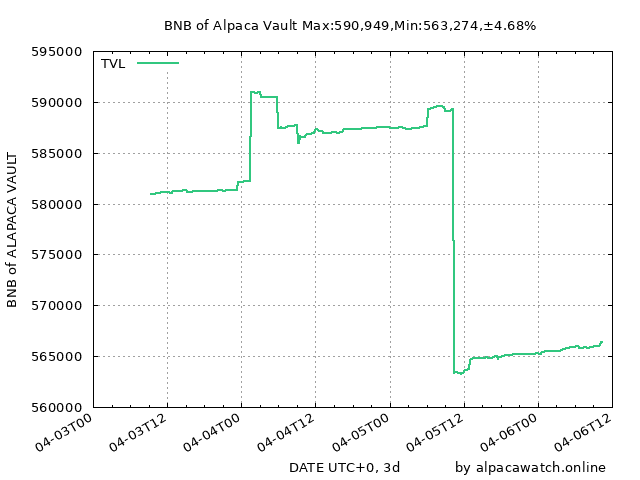 BNB of Alpaca Vault Max:590,949,Min:563,274,±4.68%
TVL
595000
590000
585000
580000
575000
570000
565000
560000
BNB of ALAPACA VAULT
04-03T00
04-03T12
04-04T00
04-04T12
04-05T00
04-05T12
04-06T00
04-06T12
DATE UTC+0, 3d
by alpacawatch.online